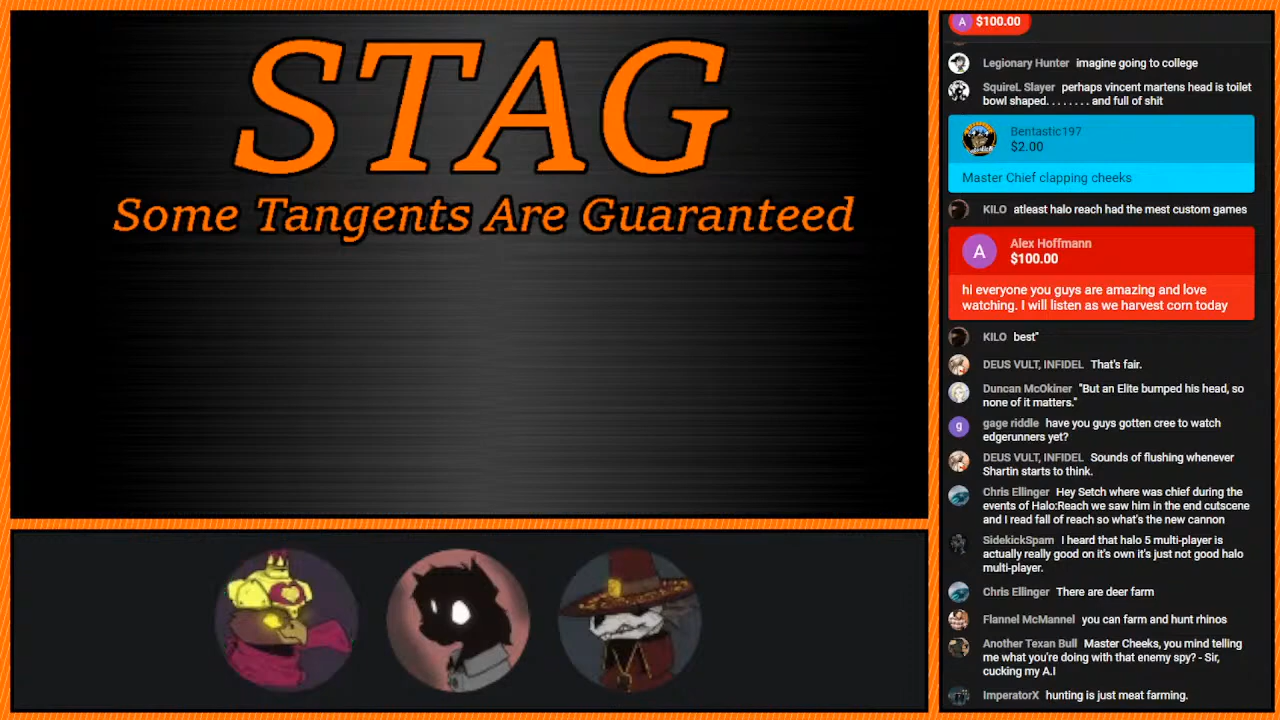 STAG
Some Tangents Are Guaranteed
A $100.00
Legionary Hunter imagine going to college
SquireL Slayer perhaps vincent martens head is toilet
bowl shaped. . . . . . . . and full of shit
Bentastic197
$2.00
Master Chief clapping cheeks
KILO atleast halo reach had the mest custom games
A
Alex Hoffmann
$100.00
hi everyone you guys are amazing and love
watching. I will listen as we harvest corn today
KILO best"
DEUS VULT, INFIDEL That's fair.
Duncan McOkiner "But an Elite bumped his head, so
none of it matters."
g gage riddle have you guys gotten cree to watch
edgerunners yet?
DEUS VULT, INFIDEL Sounds of flushing whenever
Shartin starts to think.
Chris Ellinger Hey Setch where was chief during the
events of Halo:Reach we saw him in the end cutscene
and I read fall of reach so what's the new cannon
SidekickSpam I heard that halo 5 multi-player is
actually really good on it's own it's just not good halo
multi-player.
Chris Ellinger There are deer farm
Flannel McMannel you can farm and hunt rhinos
Another Texan Bull Master Cheeks, you mind telling
me what you're doing with that enemy spy? - Sir,
cucking my A.I
ImperatorX hunting is just meat farming.